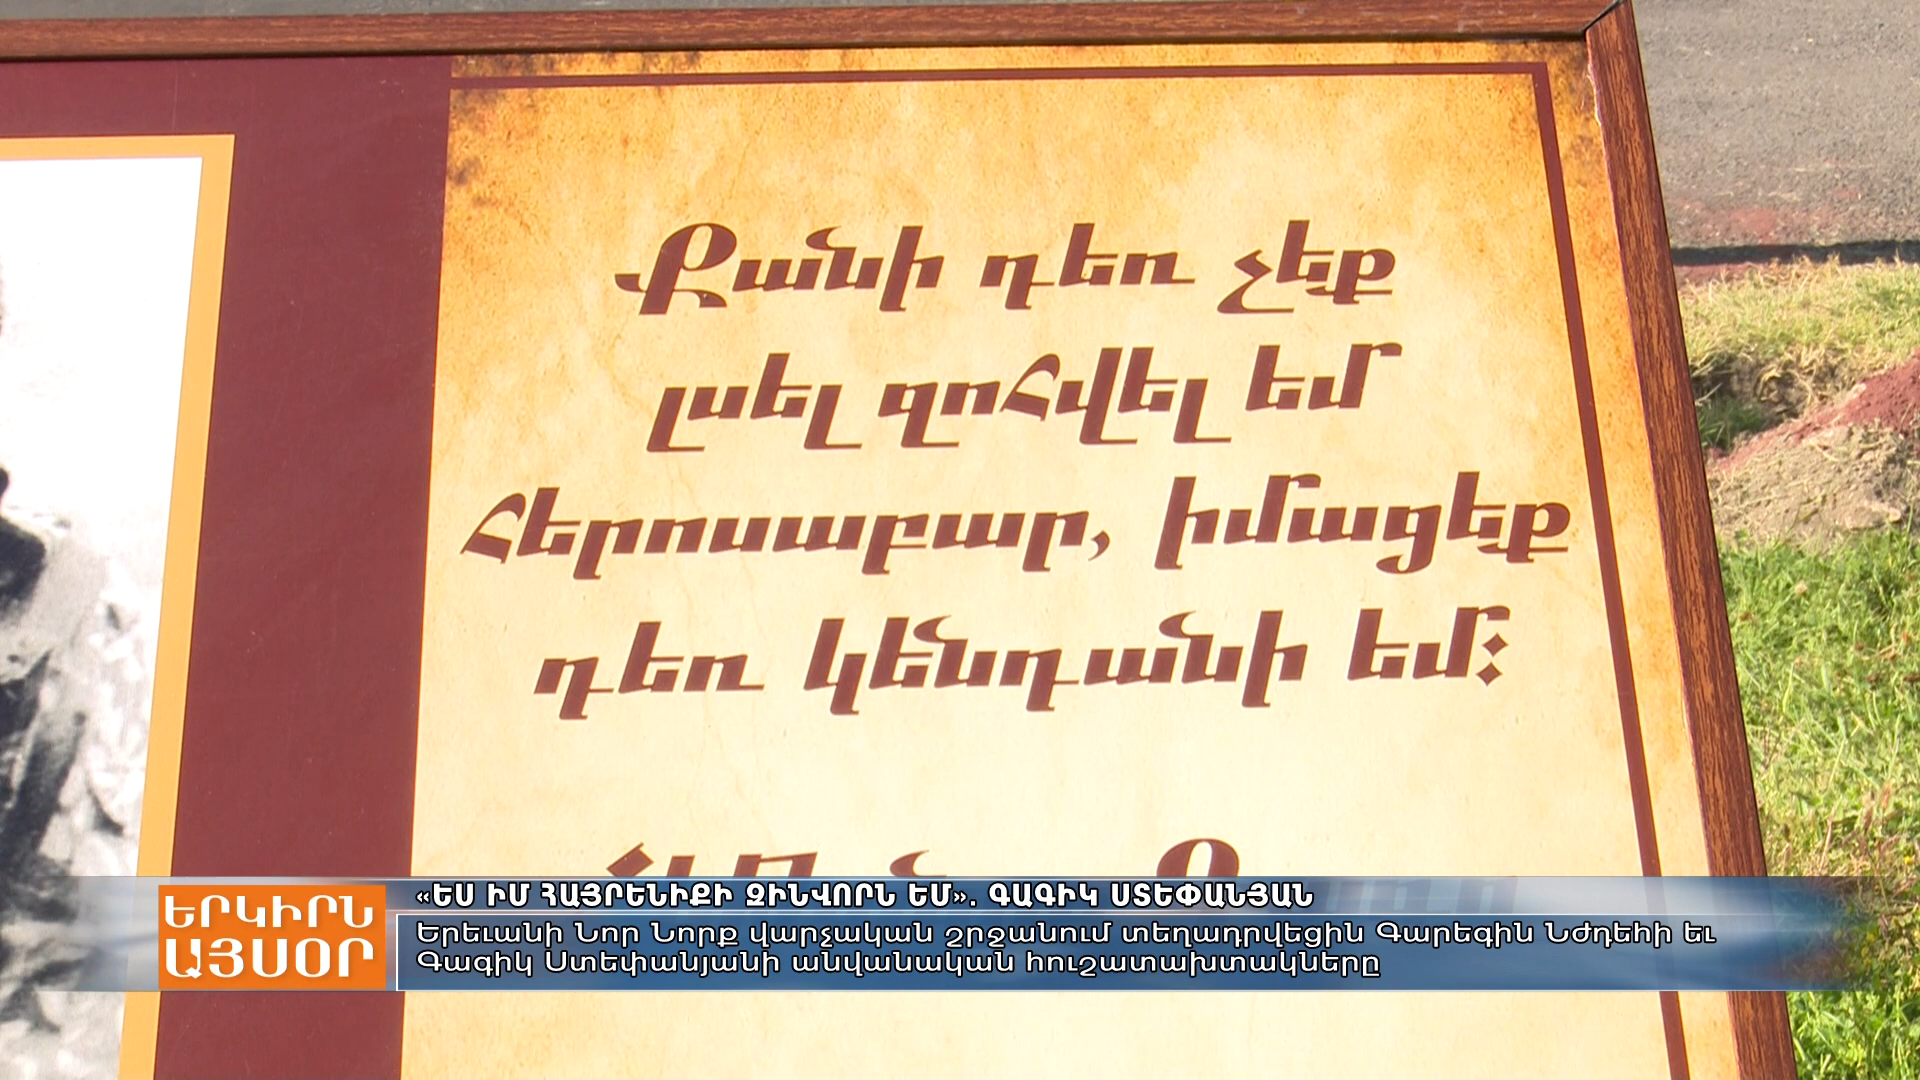 Քանի դեռ չեք
լսել զոհվել եմ
հերոսաբար, իմացեք
դեռ կենդանի եմ:
ԵՐԿԻՐՆ
ԱՅՍՕՐ
«ԵՍ ԻՄ ՀԱՅՐԵՆԻՔԻ ԶԻՆՎՈՐՆ ԵՄ». ԳԱԳԻԿ ՍՏԵՓԱՆՅԱՆ
Երեւանի Նոր Նորք վարչական շրջանում տեղադրվեցին Գարեգին Նժդեհի եւ
Գագիկ Ստեփանյանի անվանական հուշատախտակները